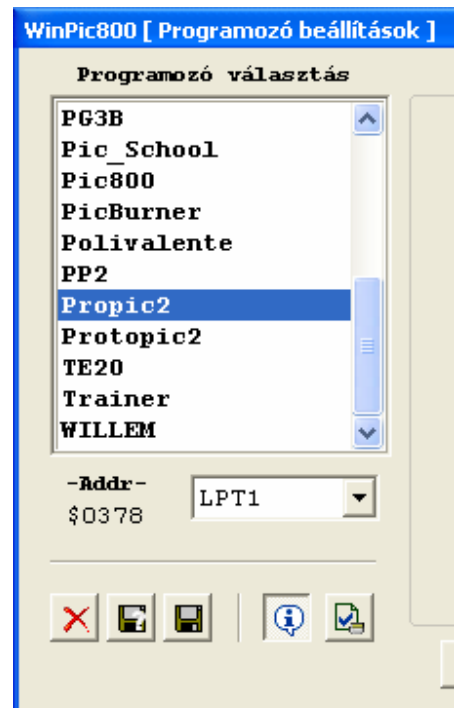 WinPic800 [ Programozó beállítások ]
Programozó választás
PG3B
Pic_School
Pic800
PicBurner
Polivalente
PP2
Propic2
Protopic2
TE20
Trainer
WILLEM
-Addr-
$0378
LPT1